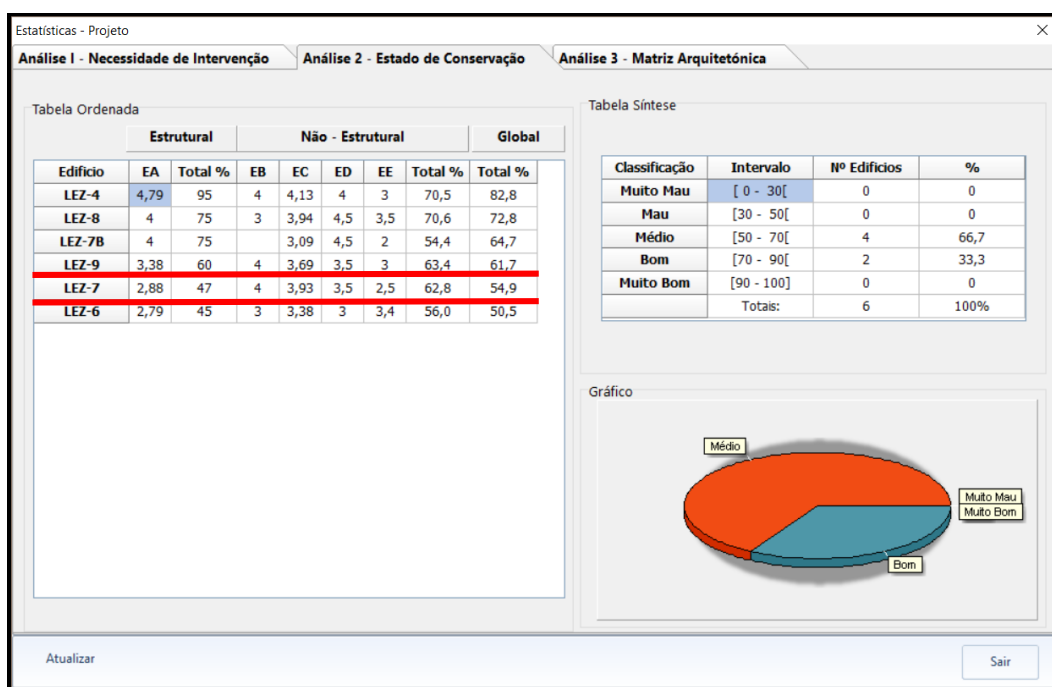 Estatísticas - Projeto
Análise I - Necessidade de Intervenção Análise 2 - Estado de Conservação Análise 3 - Matriz Arquitetónica
Tabela Ordenada
Estrutural Não - Estrutural Global
Edificio EA Total % EB EC ED EE Total % Total %
LEZ-4 4,79 95 4 4,13 4 3 70,5 82,8
LEZ-8 4 75 3 3,94 4,5 3,5 70,6 72,8
LEZ-7B 4 75 3,09 4,5 2 54,4 64,7
LEZ-9 3,38 60 4 3,69 3,5 3 63,4 61,7
LEZ-7 2,88 47 4 3,93 3,5 2,5 62,8 54,9
LEZ-6 2,79 45 3 3,38 3 3,4 56,0 50,5
Tabela Síntese
Classificação Intervalo Nº Edificios %
Muito Mau [ 0 - 30[ 0 0
Mau [30 - 50[ 0 0
Médio [50 - 70[ 4 66,7
Bom [70 - 90[ 2 33,3
Muito Bom [90 - 100] 0 0
Totais: 6 100%
Gráfico
Médio
Muito Mau
Muito Bom
Bom
Atualizar
Sair